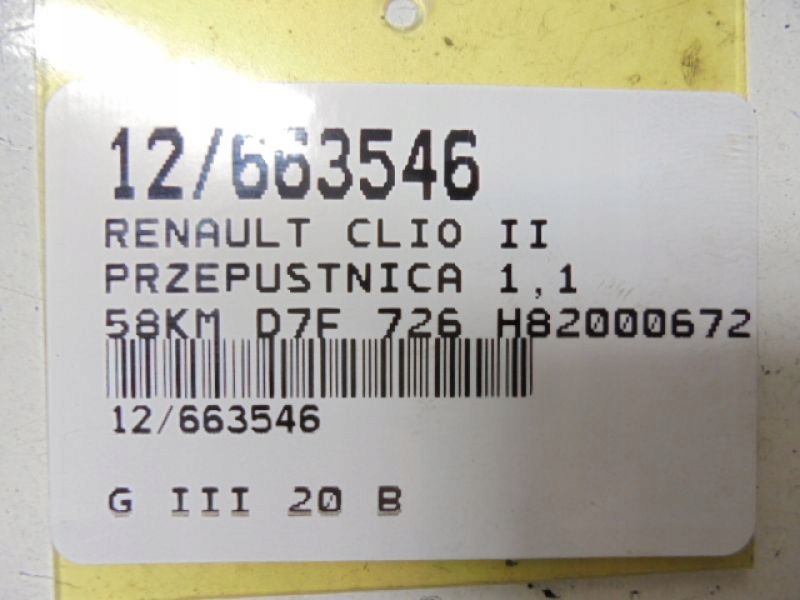 12/663546
RENAULT CLIO II
PRZEPUSTNICA 1,1
58KM D7F 726 H82000672
12/663546
G III 20 B